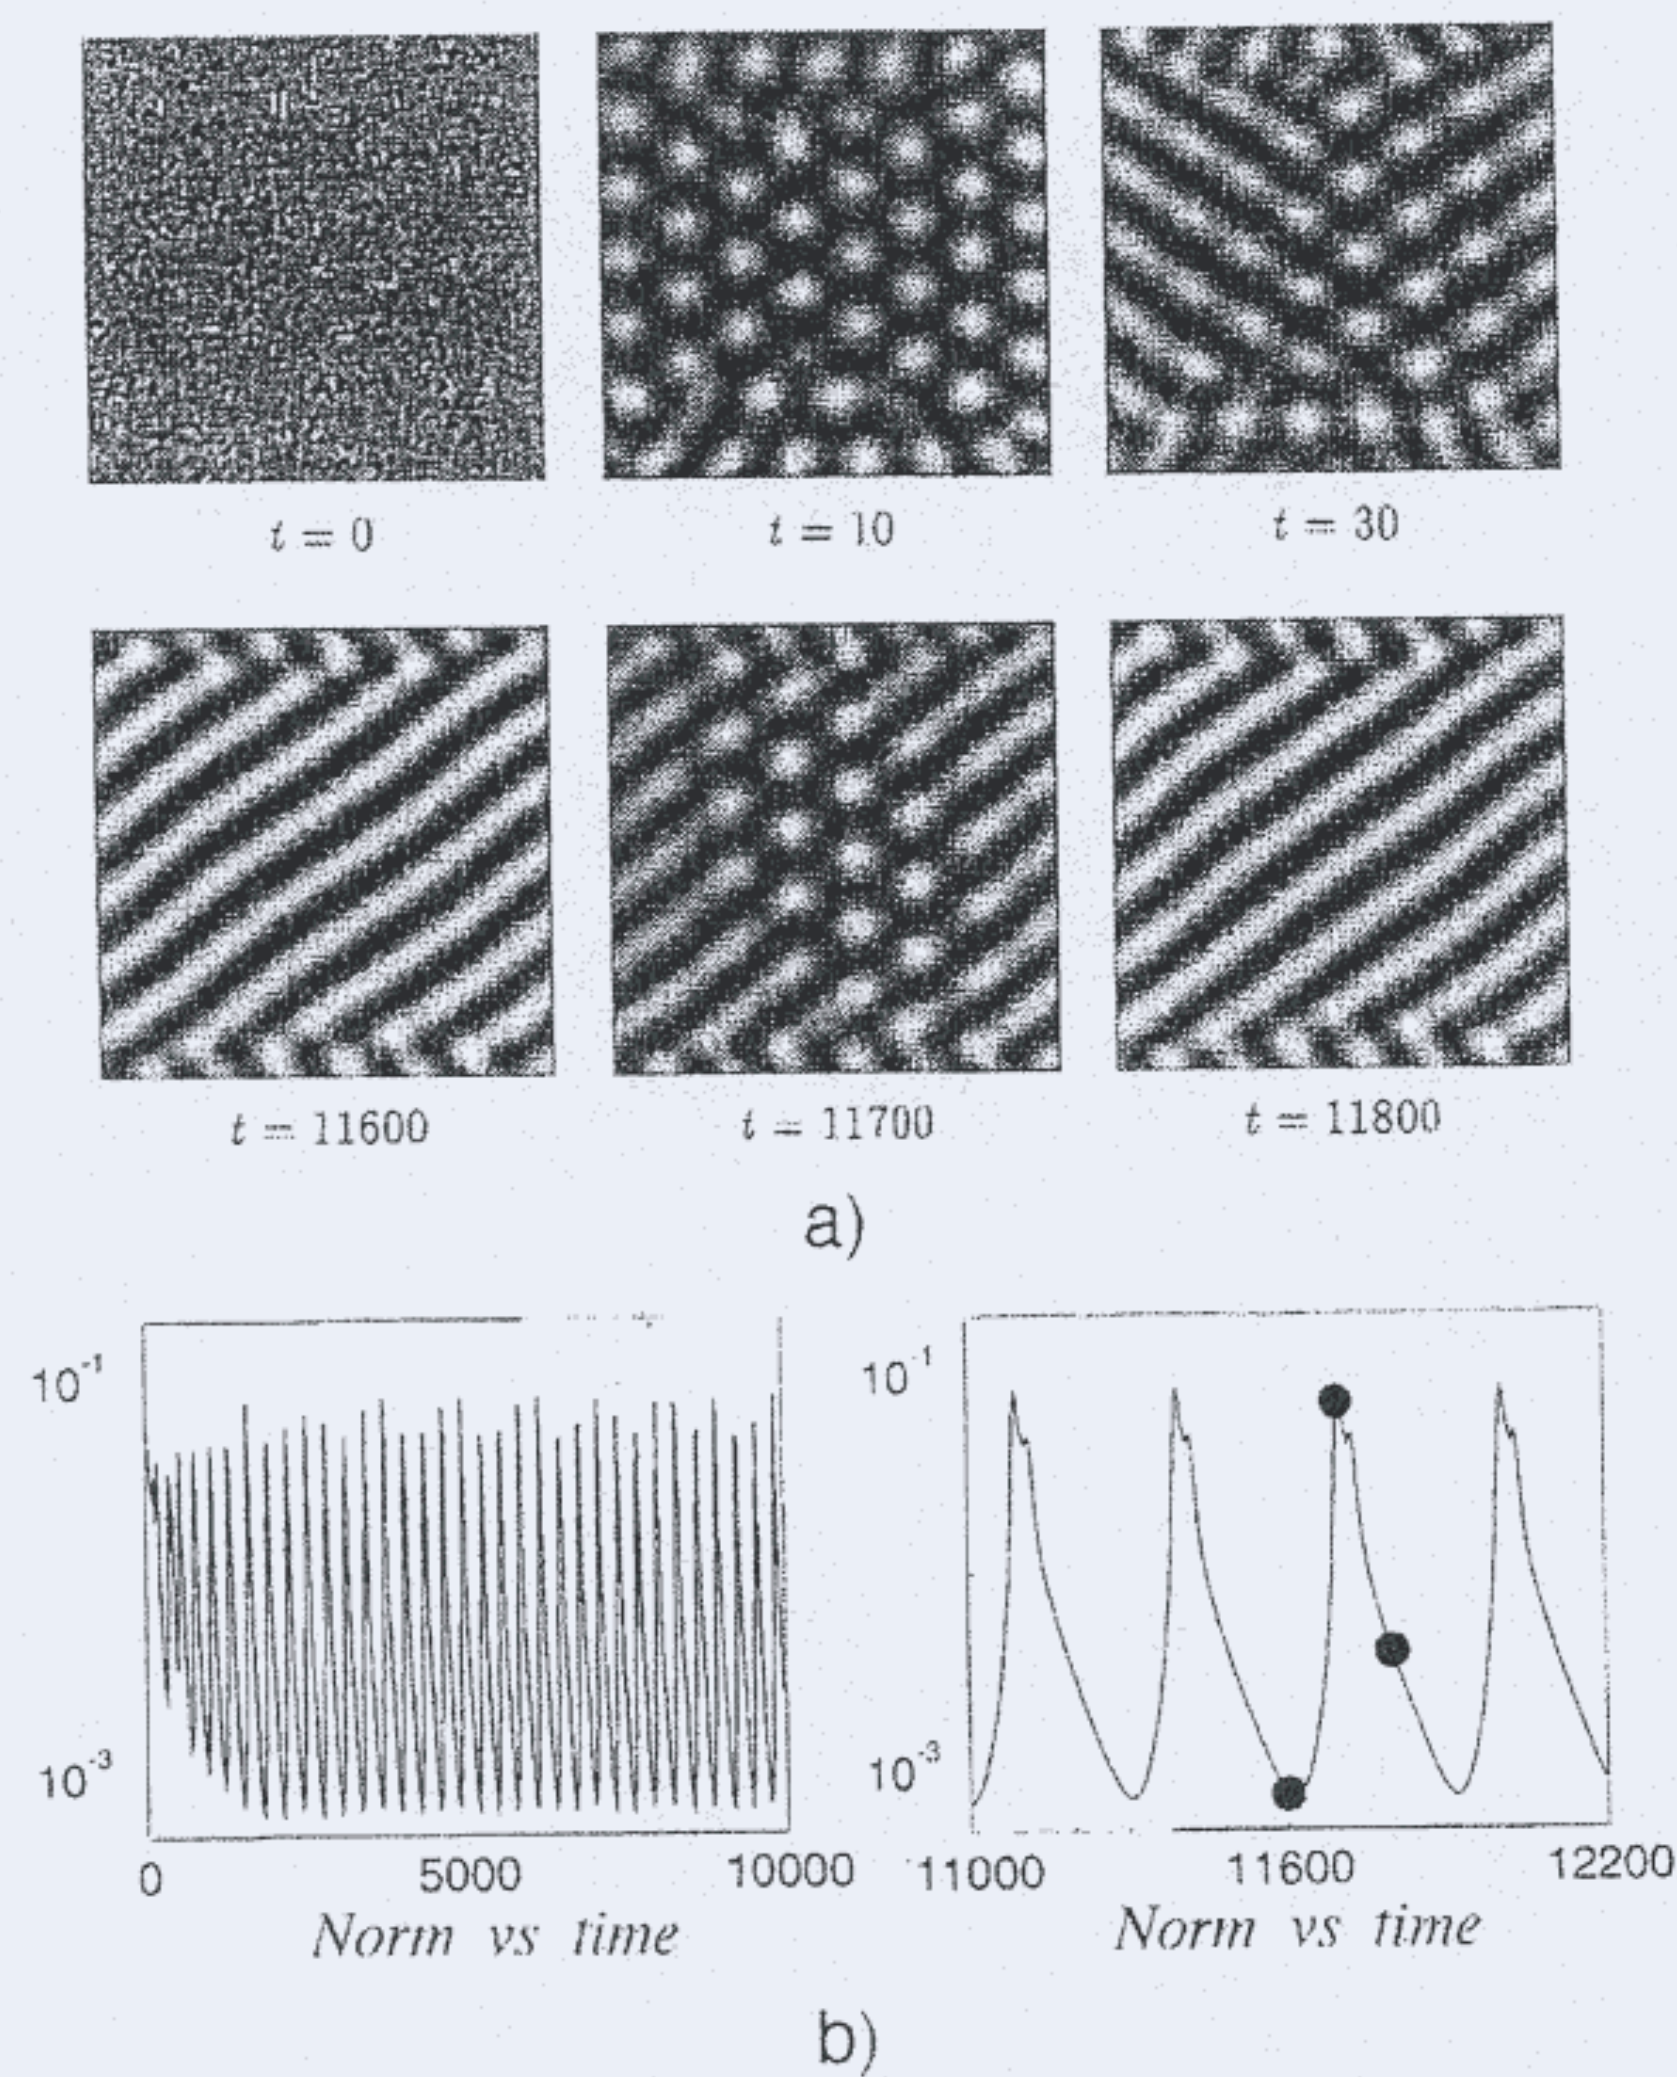 t = 0
t = 10
t = 30
t = 11600
t = 11700
t = 11800
a)
10⁻¹
10⁻³
0 5000 10000
Norm vs time
10⁻¹
10⁻³
11000 11600 12200
Norm vs time
b)